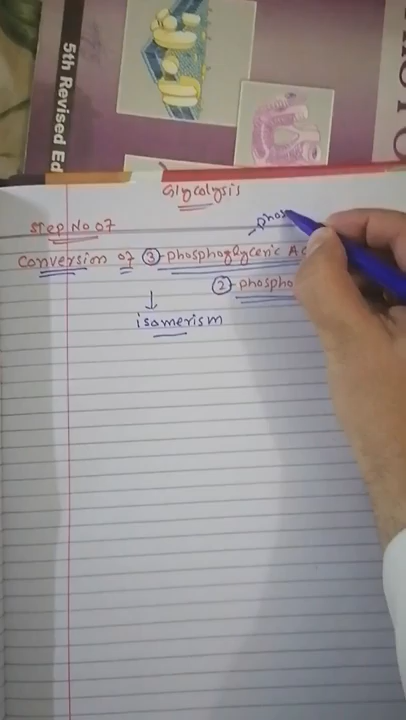 5th Revised Ed
Glycolysis
Step No 07
phos
conversion of ③ phosphoglyceric Ac
② phospho
↓
isomerism